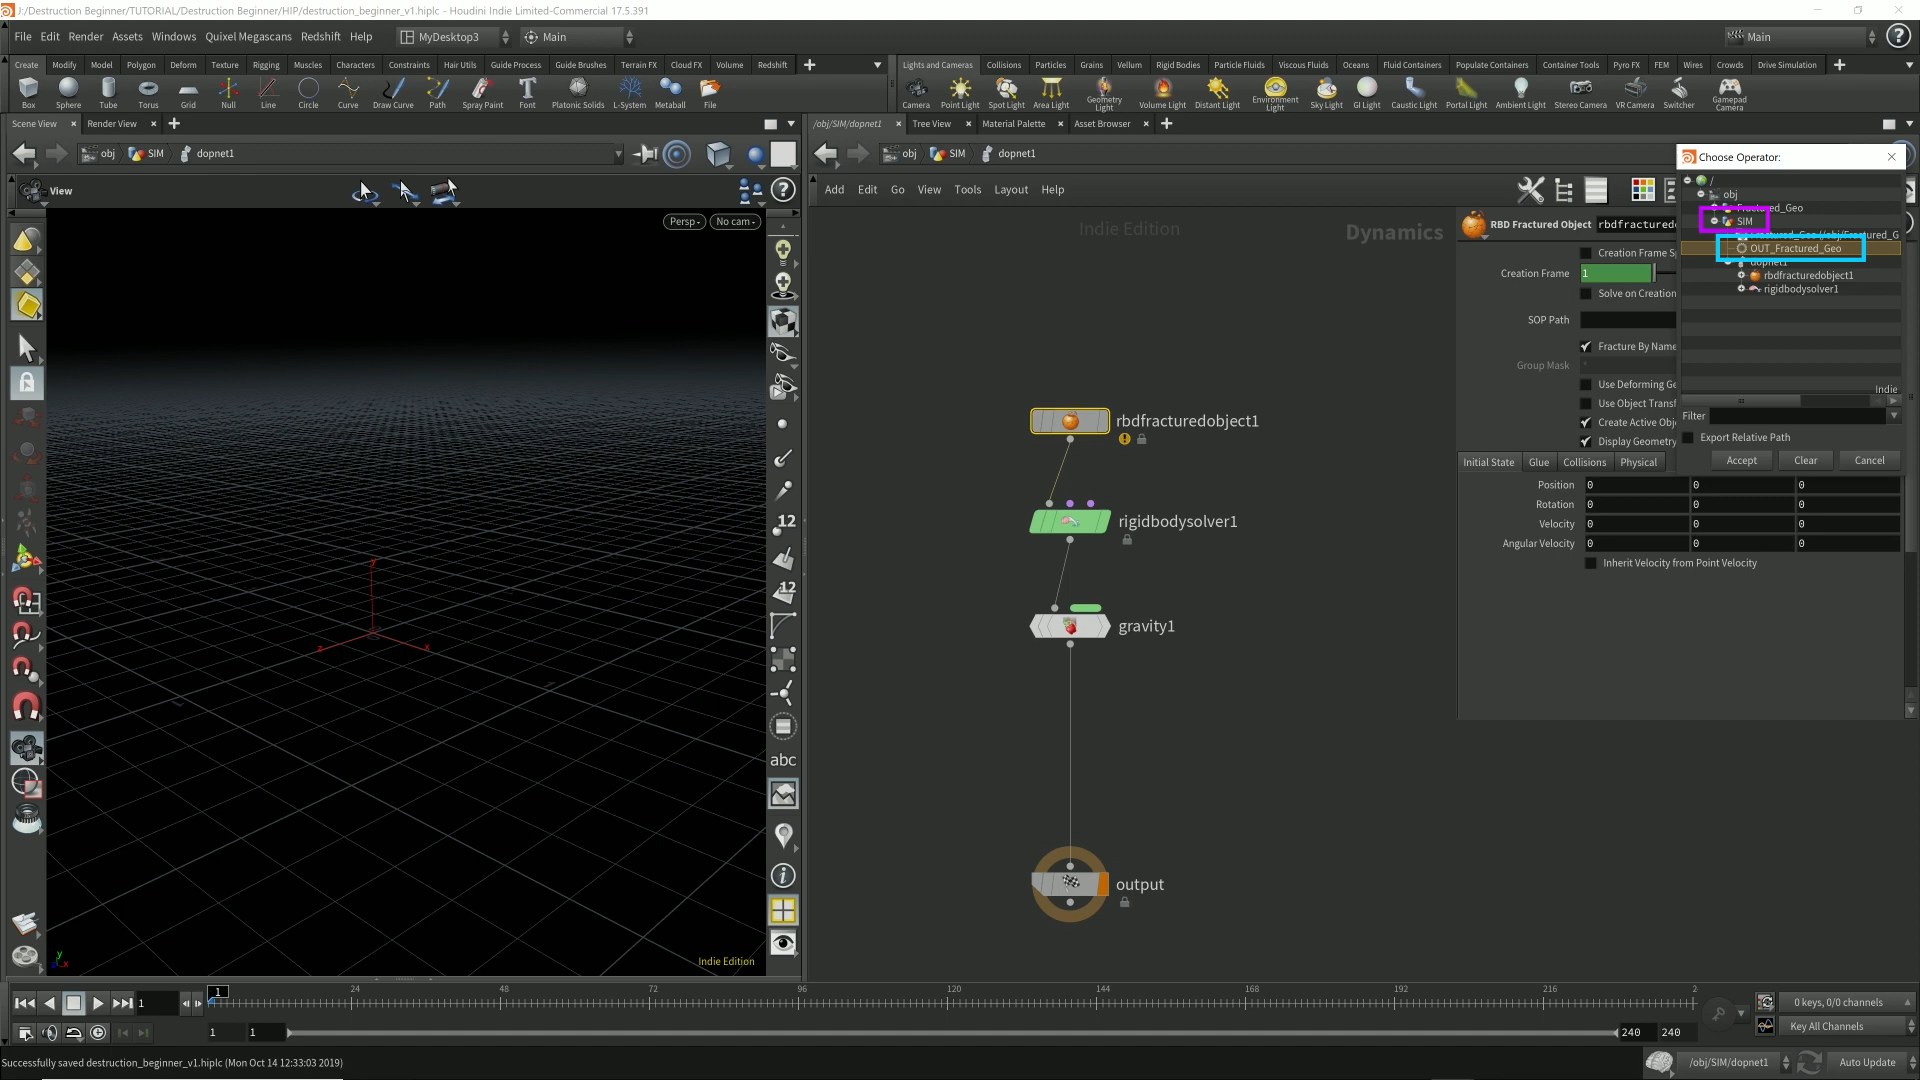 J:/Destruction Beginner/TUTORIAL/Destruction Beginner/HIP/destruction_beginner_v1.hiplc - Houdini Indie Limited-Commercial 17.5.391
File Edit Render Assets Windows Quixel Megascans Redshift Help MyDesktop3 Main Main
Create Modify Model Polygon Deform Texture Rigging Muscles Characters Constraints Hair Utils Guide Process Guide Brushes Terrain FX Cloud FX Volume Redshift
Lights and Cameras Collisions Particles Grains Vellum Rigid Bodies Particle Fluids Viscous Fluids Oceans Fluid Containers Populate Containers Container Tools Pyro FX FEM Wires Crowds Drive Simulation
Box Sphere Tube Torus Grid Null Line Circle Curve Draw Curve Path Spray Paint Font Platonic Solids L-System Metaball File
Camera Point Light Spot Light Area Light Geometry Light Volume Light Distant Light Environment Light Sky Light GI Light Caustic Light Portal Light Ambient Light Stereo Camera VR Camera Switcher Gamepad Camera
Scene View Render View
/obj/SIM/dopnet1 Tree View Material Palette Asset Browser
obj SIM dopnet1
obj SIM dopnet1
View
Add Edit Go View Tools Layout Help
Persp No cam
Indie Edition
Dynamics
RBD Fractured Object rbdfractured
Creation Frame Sp
Creation Frame 1
Solve on Creation
SOP Path
Fracture By Name
Group Mask *
Use Deforming Ge
Use Object Transf
Create Active Obj
Display Geometry
Initial State Glue Collisions Physical
Position 0 0 0
Rotation 0 0 0
Velocity 0 0 0
Angular Velocity 0 0 0
Inherit Velocity from Point Velocity
Choose Operator:
/
obj
Fractured_Geo
SIM
Fractured_Geo (/obj/Fractured_G
OUT_Fractured_Geo
dopnet1
rbdfracturedobject1
rigidbodysolver1
Indie
Filter
Export Relative Path
Accept Clear Cancel
rbdfracturedobject1
rigidbodysolver1
gravity1
output
12
12
abc
y
z
x
y
z x
Indie Edition
1
1 24 48 72 96 120 144 168 192 216 2
0 keys, 0/0 channels
1 1 240 240
Key All Channels
Successfully saved destruction_beginner_v1.hiplc (Mon Oct 14 12:33:03 2019)
/obj/SIM/dopnet1 Auto Update